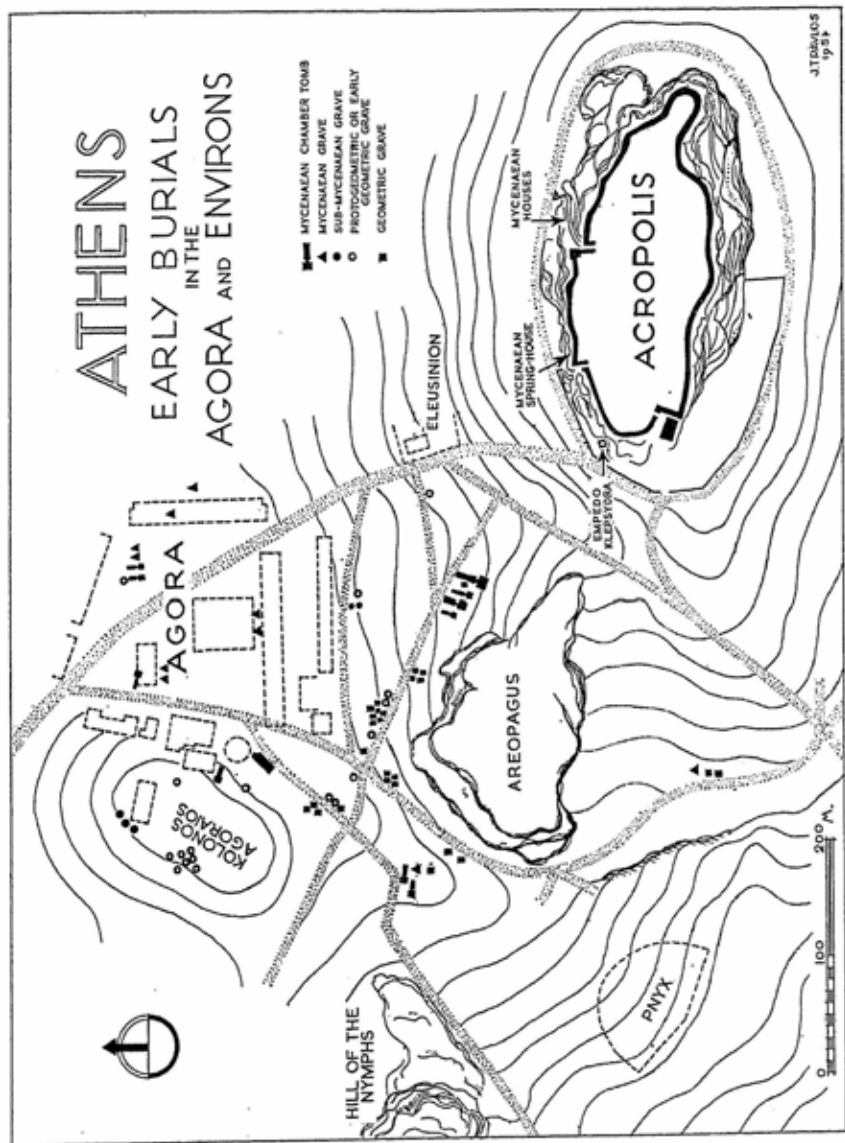 ATHENS
EARLY BURIALS
IN THE
AGORA AND ENVIRONS
MYCENAEAN CHAMBER TOMB
MYCENAEAN GRAVE
SUB-MYCENAEAN GRAVE
PROTOGEOMETRIC OR EARLY
GEOMETRIC GRAVE
GEOMETRIC GRAVE
AGORA
KOLONOS
AGORAIOS
ELEUSINION
MYCENAEAN
HOUSES
MYCENAEAN
SPRING-HOUSE
ACROPOLIS
EMPEDO
KLEPSYDRA
AREOPAGUS
HILL OF THE
NYMPHS
PNYX
0 100 200 M.
J.TRAVLOS